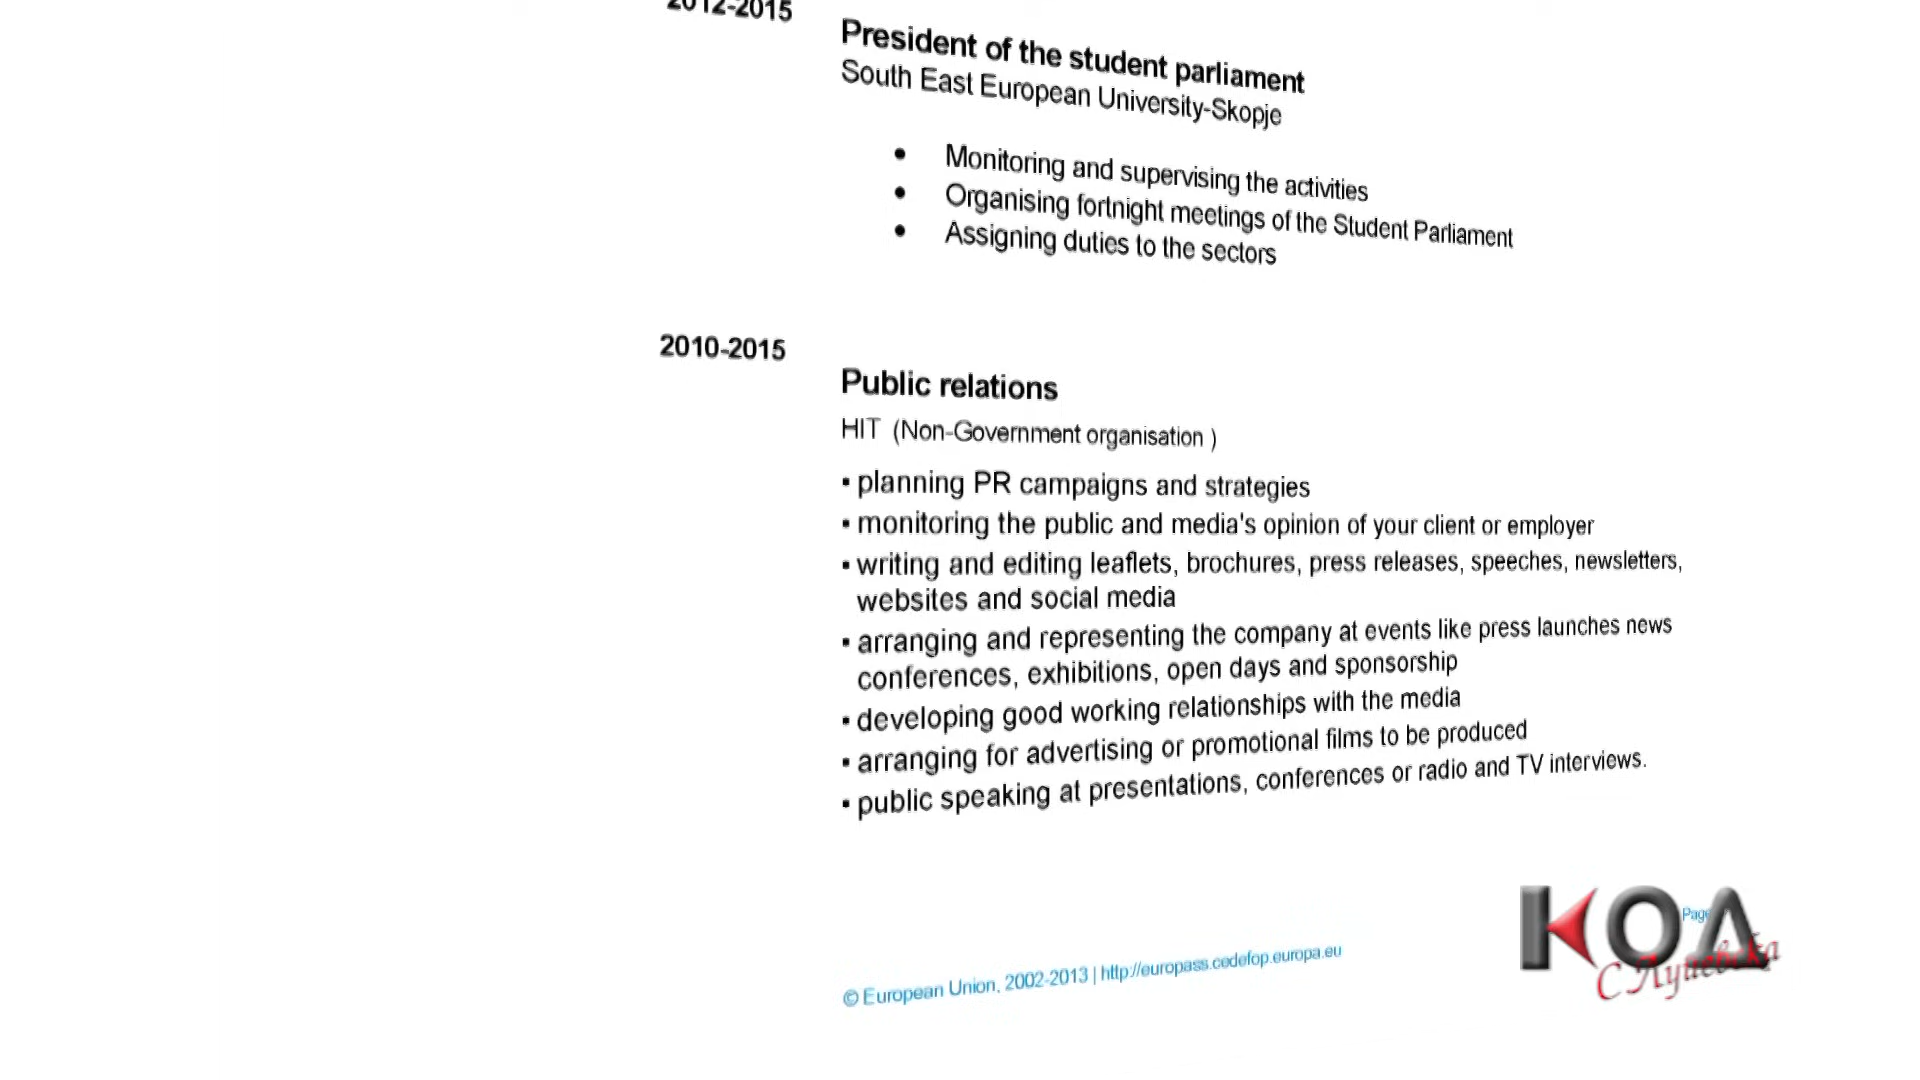 2012-2015
President of the student parliament
South East European University-Skopje
• Monitoring and supervising the activities
• Organising fortnight meetings of the Student Parliament
• Assigning duties to the sectors
2010-2015
Public relations
HIT (Non-Government organisation )
▪ planning PR campaigns and strategies
▪ monitoring the public and media's opinion of your client or employer
▪ writing and editing leaflets, brochures, press releases, speeches, newsletters,
websites and social media
▪ arranging and representing the company at events like press launches news
conferences, exhibitions, open days and sponsorship
▪ developing good working relationships with the media
▪ arranging for advertising or promotional films to be produced
▪ public speaking at presentations, conferences or radio and TV interviews.
Page
КОД
© European Union, 2002-2013 | http://europass.cedefop.europa.eu